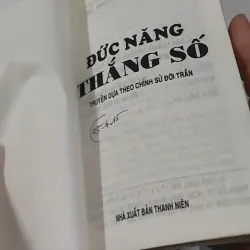 ĐỨC NĂNG
THẮNG SỐ
TRUYỆN DỰA THEO CHÍNH SỬ ĐỜI TRẦN
NHÀ XUẤT BẢN THANH NIÊN